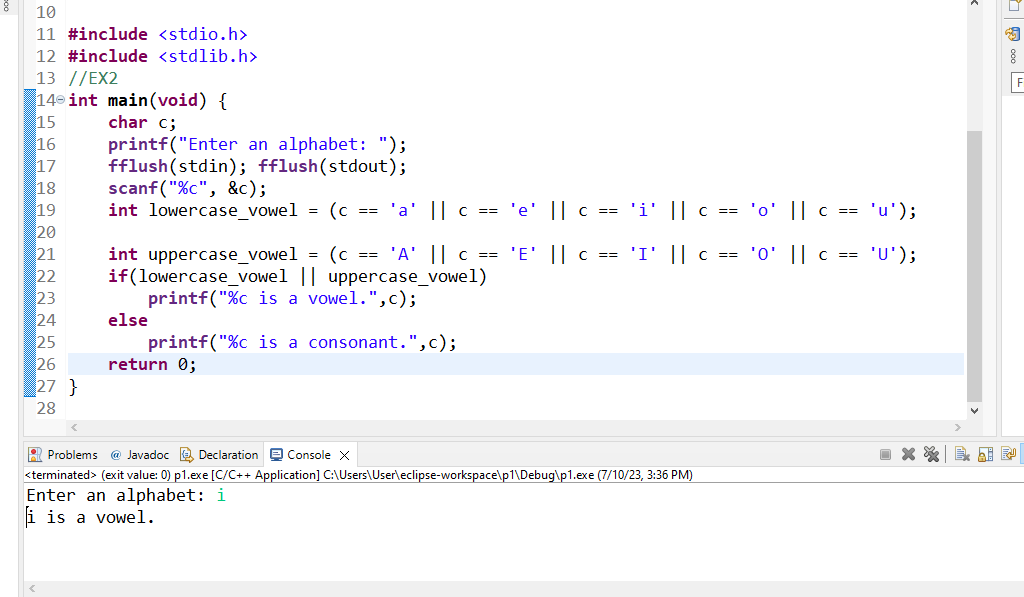 10
11 #include <stdio.h>
12 #include <stdlib.h>
13 //EX2
14 int main(void) {
15     char c;
16     printf("Enter an alphabet: ");
17     fflush(stdin); fflush(stdout);
18     scanf("%c", &c);
19     int lowercase_vowel = (c == 'a' || c == 'e' || c == 'i' || c == 'o' || c == 'u');
20
21     int uppercase_vowel = (c == 'A' || c == 'E' || c == 'I' || c == 'O' || c == 'U');
22     if(lowercase_vowel || uppercase_vowel)
23         printf("%c is a vowel.",c);
24     else
25         printf("%c is a consonant.",c);
26     return 0;
27 }
28
F
Problems @ Javadoc Declaration Console
<terminated> (exit value: 0) p1.exe [C/C++ Application] C:\Users\User\eclipse-workspace\p1\Debug\p1.exe (7/10/23, 3:36 PM)
Enter an alphabet: i
i is a vowel.